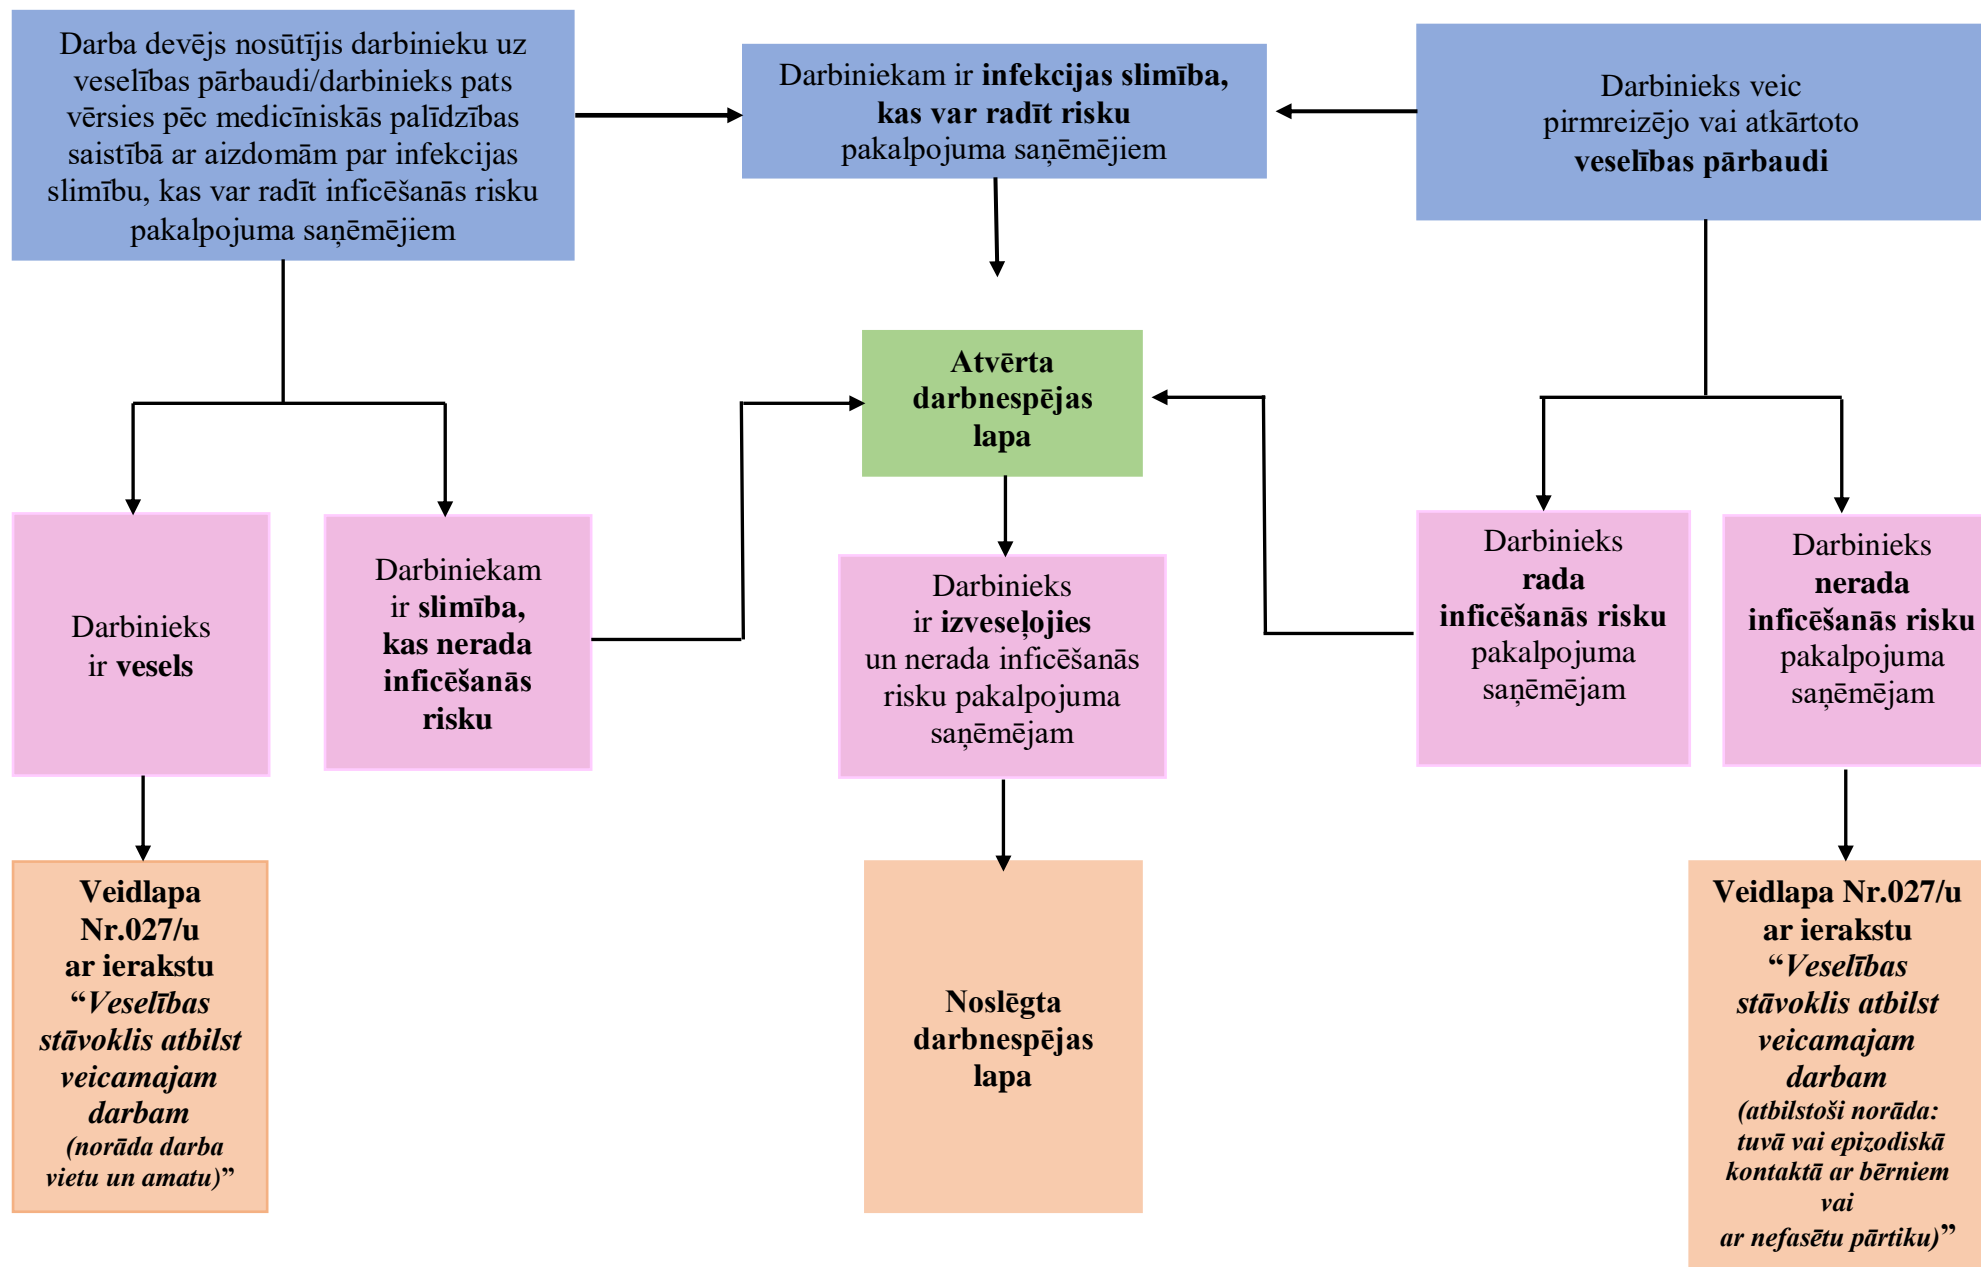 Darba devējs nosūtījis darbinieku uz
veselības pārbaudi/darbinieks pats
vērsies pēc medicīniskās palīdzības
saistībā ar aizdomām par infekcijas
slimību, kas var radīt inficēšanās risku
pakalpojuma saņēmējiem
Darbiniekam ir infekcijas slimība,
kas var radīt risku
pakalpojuma saņēmējiem
Darbinieks veic
pirmreizējo vai atkārtoto
veselības pārbaudi
Atvērta
darbnespējas
lapa
Darbinieks
ir vesels
Darbiniekam
ir slimība,
kas nerada
inficēšanās
risku
Darbinieks
ir izveseļojies
un nerada inficēšanās
risku pakalpojuma
saņēmējam
Darbinieks
rada
inficēšanās risku
pakalpojuma
saņēmējam
Darbinieks
nerada
inficēšanās risku
pakalpojuma
saņēmējam
Veidlapa
Nr.027/u
ar ierakstu
“Veselības
stāvoklis atbilst
veicamajam
darbam
(norāda darba
vietu un amatu)”
Noslēgta
darbnespējas
lapa
Veidlapa Nr.027/u
ar ierakstu
“Veselības
stāvoklis atbilst
veicamajam
darbam
(atbilstoši norāda:
tuvā vai epizodiskā
kontaktā ar bērniem
vai
ar nefasētu pārtiku)”